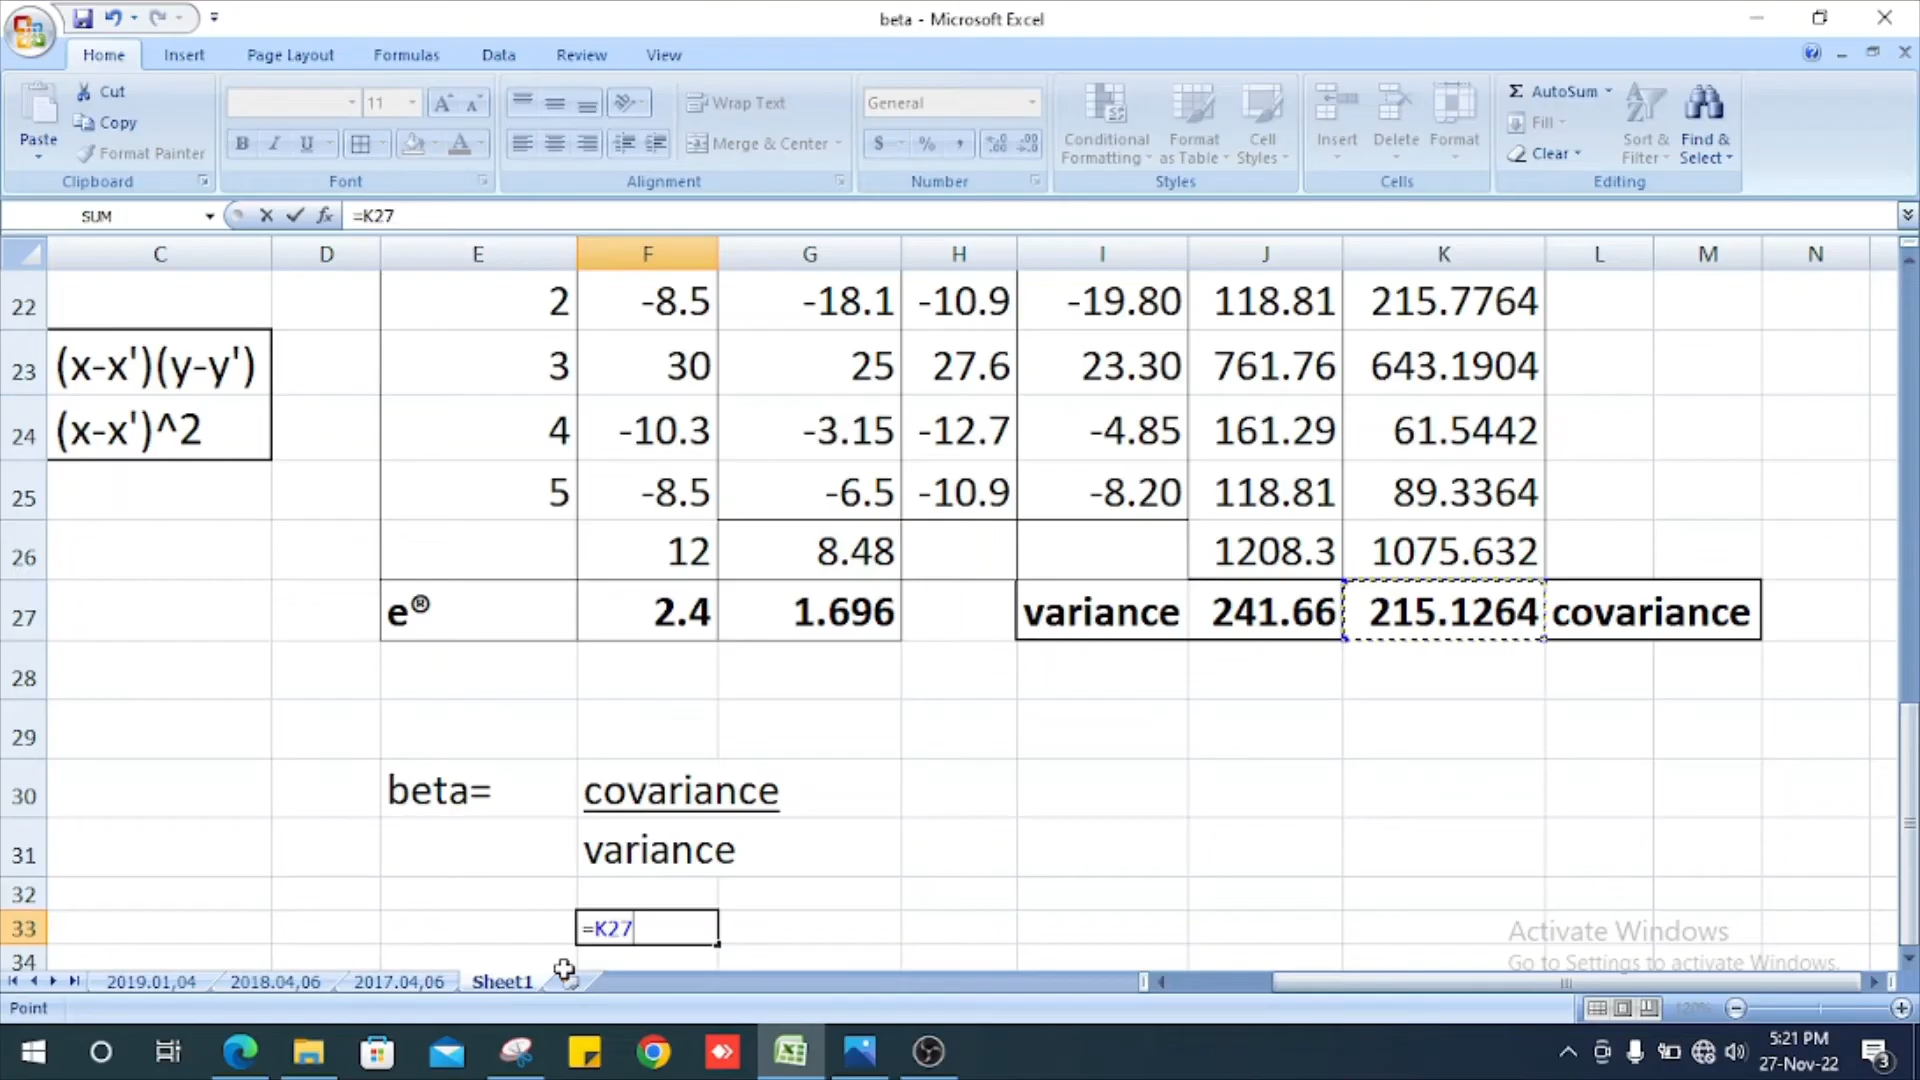 beta - Microsoft Excel
Home Insert Page Layout Formulas Data Review View
Paste Cut Copy Format Painter Clipboard
11 A A B I U A Font
Wrap Text Merge & Center Alignment
General $ % , Number
Conditional Formatting Format as Table Cell Styles Styles
Insert Delete Format Cells
Σ AutoSum Fill Clear Sort & Filter Find & Select Editing
SUM fx =K27
C D E F G H I J K L M N
22 2 -8.5 -18.1 -10.9 -19.80 118.81 215.7764
23 (x-x')(y-y') 3 30 25 27.6 23.30 761.76 643.1904
24 (x-x')^2 4 -10.3 -3.15 -12.7 -4.85 161.29 61.5442
25 5 -8.5 -6.5 -10.9 -8.20 118.81 89.3364
26 12 8.48 1208.3 1075.632
27 e® 2.4 1.696 variance 241.66 215.1264 covariance
28
29
30 beta= covariance
31 variance
32
33 =K27
34
Activate Windows
Go to Settings to activate Windows.
2019.01,04 2018.04,06 2017.04,06 Sheet1
Point 120%
5:21 PM
27-Nov-22
3